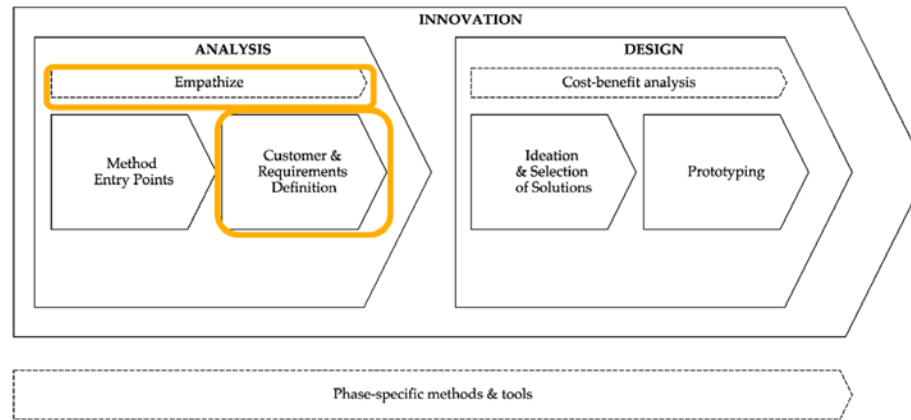 INNOVATION
ANALYSIS
Empathize
Method
Entry Points
Customer &
Requirements
Definition
DESIGN
Cost-benefit analysis
Ideation
& Selection
of Solutions
Prototyping
Phase-specific methods & tools